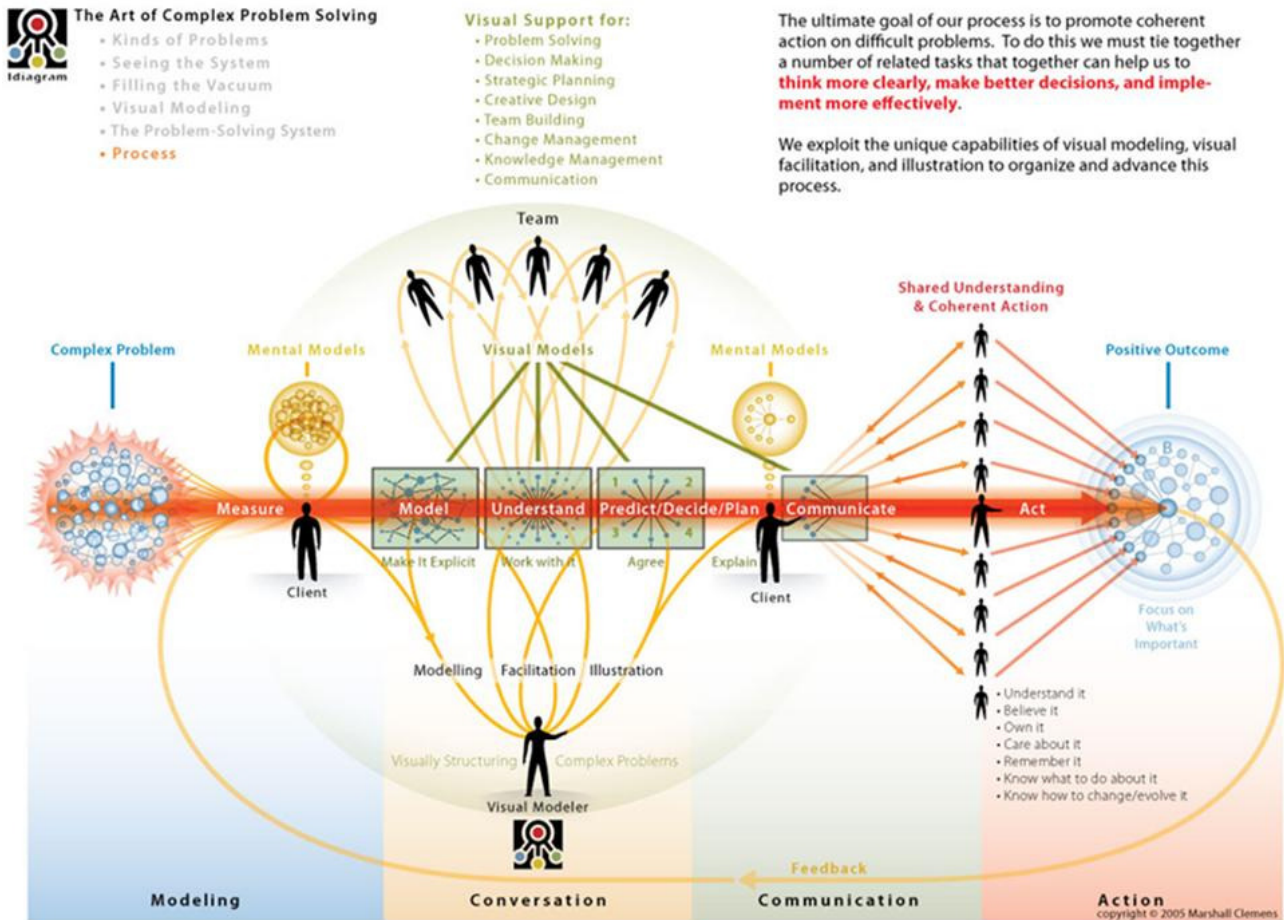 The Art of Complex Problem Solving
• Kinds of Problems
• Seeing the System
• Filling the Vacuum
• Visual Modeling
• The Problem-Solving System
• Process
Idiagram
Visual Support for:
• Problem Solving
• Decision Making
• Strategic Planning
• Creative Design
• Team Building
• Change Management
• Knowledge Management
• Communication
The ultimate goal of our process is to promote coherent
action on difficult problems. To do this we must tie together
a number of related tasks that together can help us to
think more clearly, make better decisions, and imple-
ment more effectively.
We exploit the unique capabilities of visual modeling, visual
facilitation, and illustration to organize and advance this
process.
Team
Shared Understanding
& Coherent Action
Complex Problem
Mental Models
Visual Models
Mental Models
Positive Outcome
A
B
1
2
3
4
Measure
Model
Understand
Predict/Decide/Plan
Communicate
Act
Make It Explicit
Work with it
Agree
Explain
Client
Client
Focus on
What's
Important
Modelling
Facilitation
Illustration
• Understand it
• Believe it
• Own it
• Care about it
• Remember it
• Know what to do about it
• Know how to change/evolve it
Visually Structuring
Complex Problems
Visual Modeler
Feedback
Modeling
Conversation
Communication
Action
copyright © 2005 Marshall Clemens